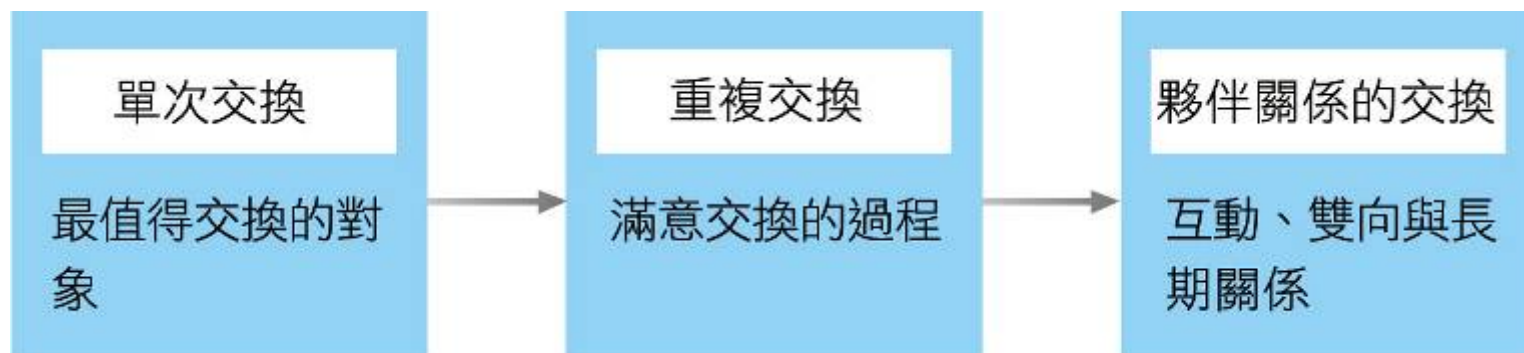 單次交換
最值得交換的對
象
重複交換
滿意交換的過程
夥伴關係的交換
互動、雙向與長
期關係